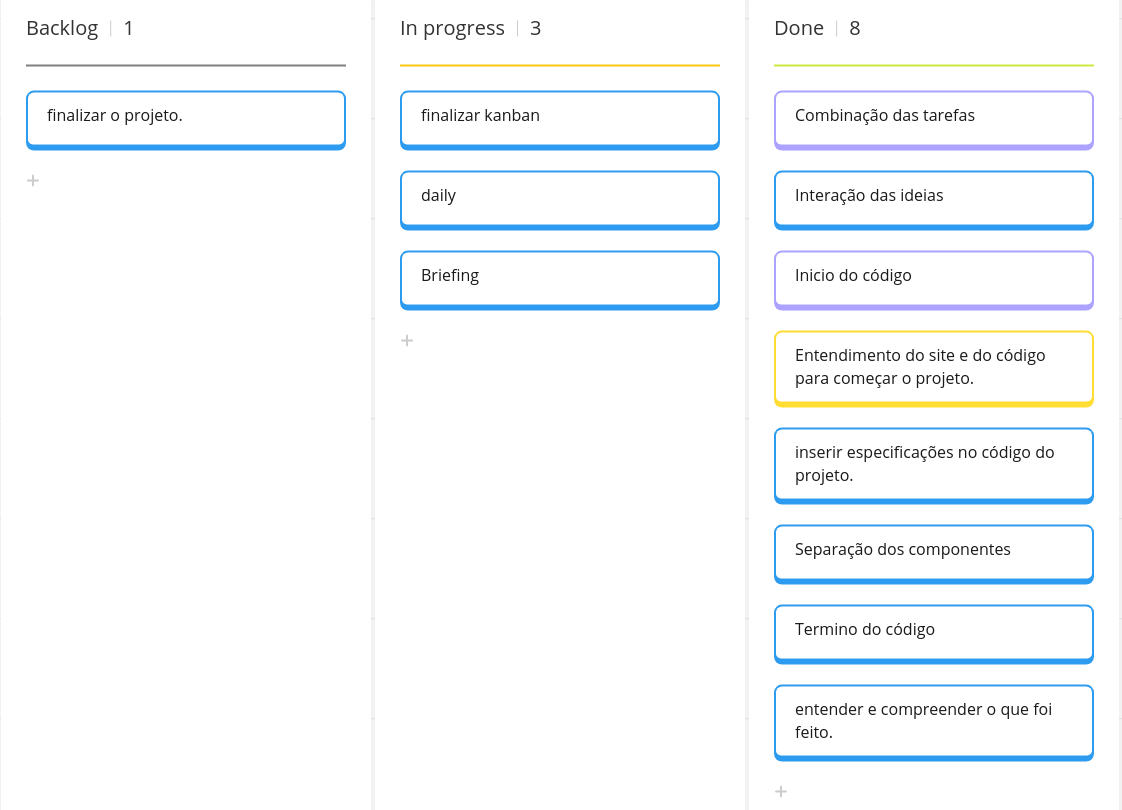 Backlog | 1
finalizar o projeto.
+
In progress | 3
finalizar kanban
daily
Briefing
+
Done | 8
Combinação das tarefas
Interação das ideias
Inicio do código
Entendimento do site e do código
para começar o projeto.
inserir especificações no código do
projeto.
Separação dos componentes
Termino do código
entender e compreender o que foi
feito.
+